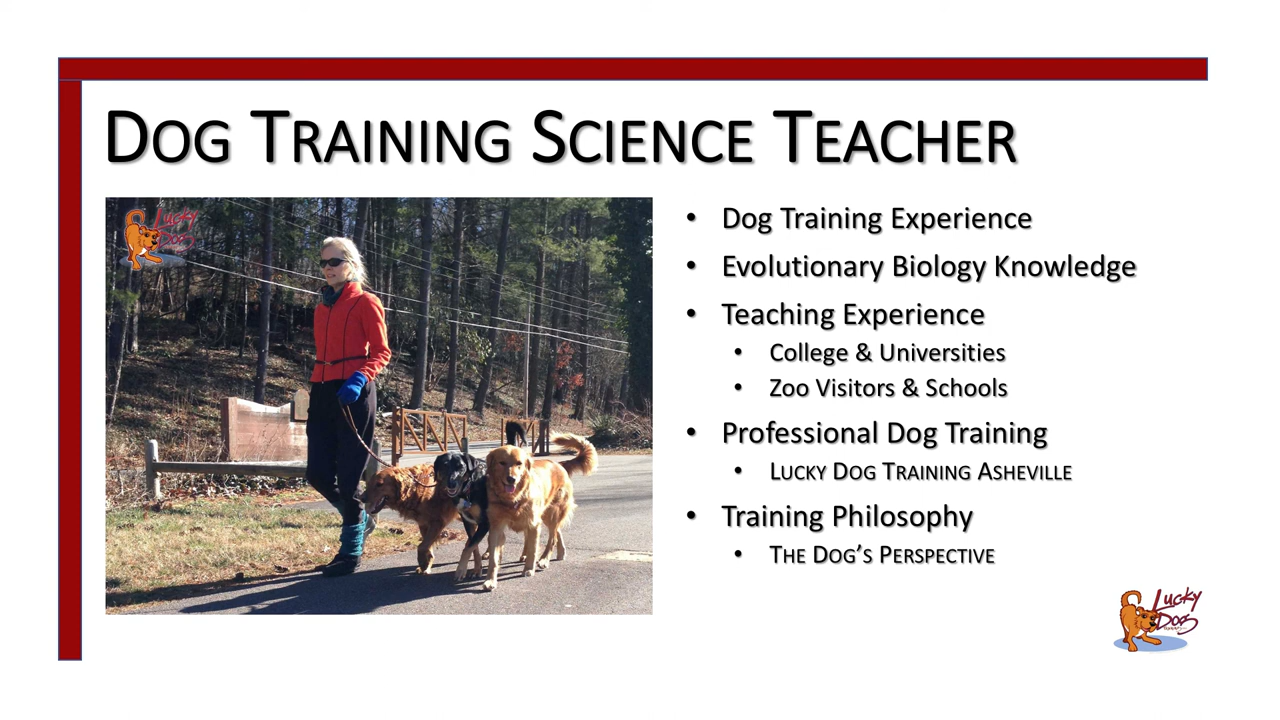 DOG TRAINING SCIENCE TEACHER
Lucky
Dog
• Dog Training Experience
• Evolutionary Biology Knowledge
• Teaching Experience
• College & Universities
• Zoo Visitors & Schools
• Professional Dog Training
• LUCKY DOG TRAINING ASHEVILLE
• Training Philosophy
• THE DOG’S PERSPECTIVE
Lucky
Dog